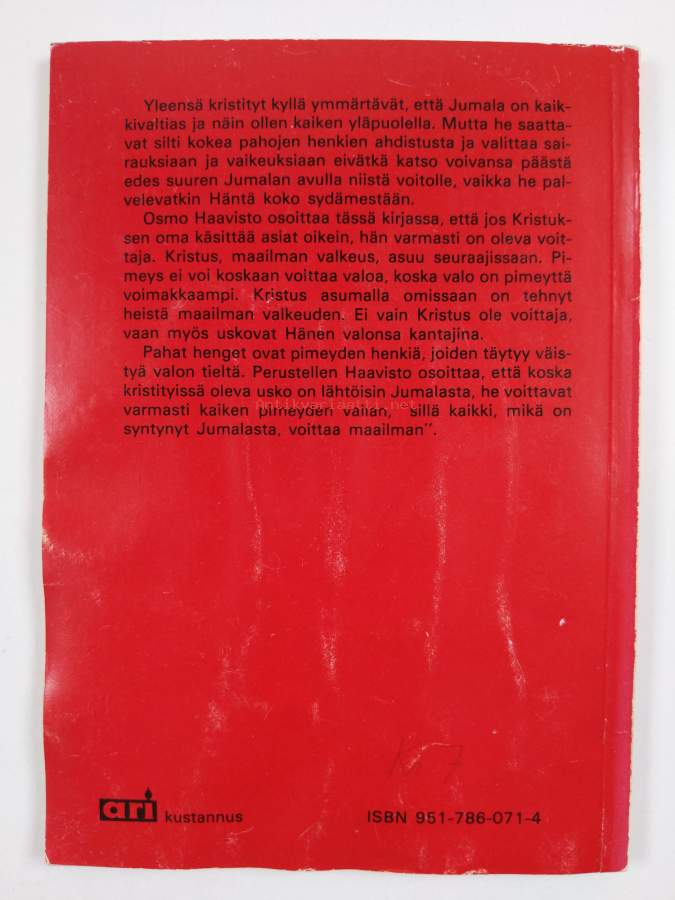 Yleensä kristityt kyllä ymmärtävät, että Jumala on kaik-
kivaltias ja näin ollen kaiken yläpuolella. Mutta he saatta-
vat silti kokea pahojen henkien ahdistusta ja valittaa sai-
rauksiaan ja vaikeuksiaan eivätkä katso voivansa päästä
edes suuren Jumalan avulla niistä voitolle, vaikka he pal-
velevatkin Häntä koko sydämestään.
Osmo Haavisto osoittaa tässä kirjassa, että jos Kristuk-
sen oma käsittää asiat oikein, hän varmasti on oleva voit-
taja. Kristus, maailman valkeus, asuu seuraajissaan. Pi-
meys ei voi koskaan voittaa valoa, koska valo on pimeyttä
voimakkaampi. Kristus asumalla omissaan on tehnyt
heistä maailman valkeuden. Ei vain Kristus ole voittaja,
vaan myös uskovat Hänen valonsa kantajina.
Pahat henget ovat pimeyden henkiä, joiden täytyy väis-
tyä valon tieltä. Perustellen Haavisto osoittaa, että koska
kristityissä oleva usko on lähtöisin Jumalasta, he voittavat
varmasti kaiken pimeyden vallan, "sillä kaikki, mikä on
syntynyt Jumalasta, voittaa maailman".
Antikvariaatti.net
Kr 7
ari kustannus
ISBN 951-786-071-4